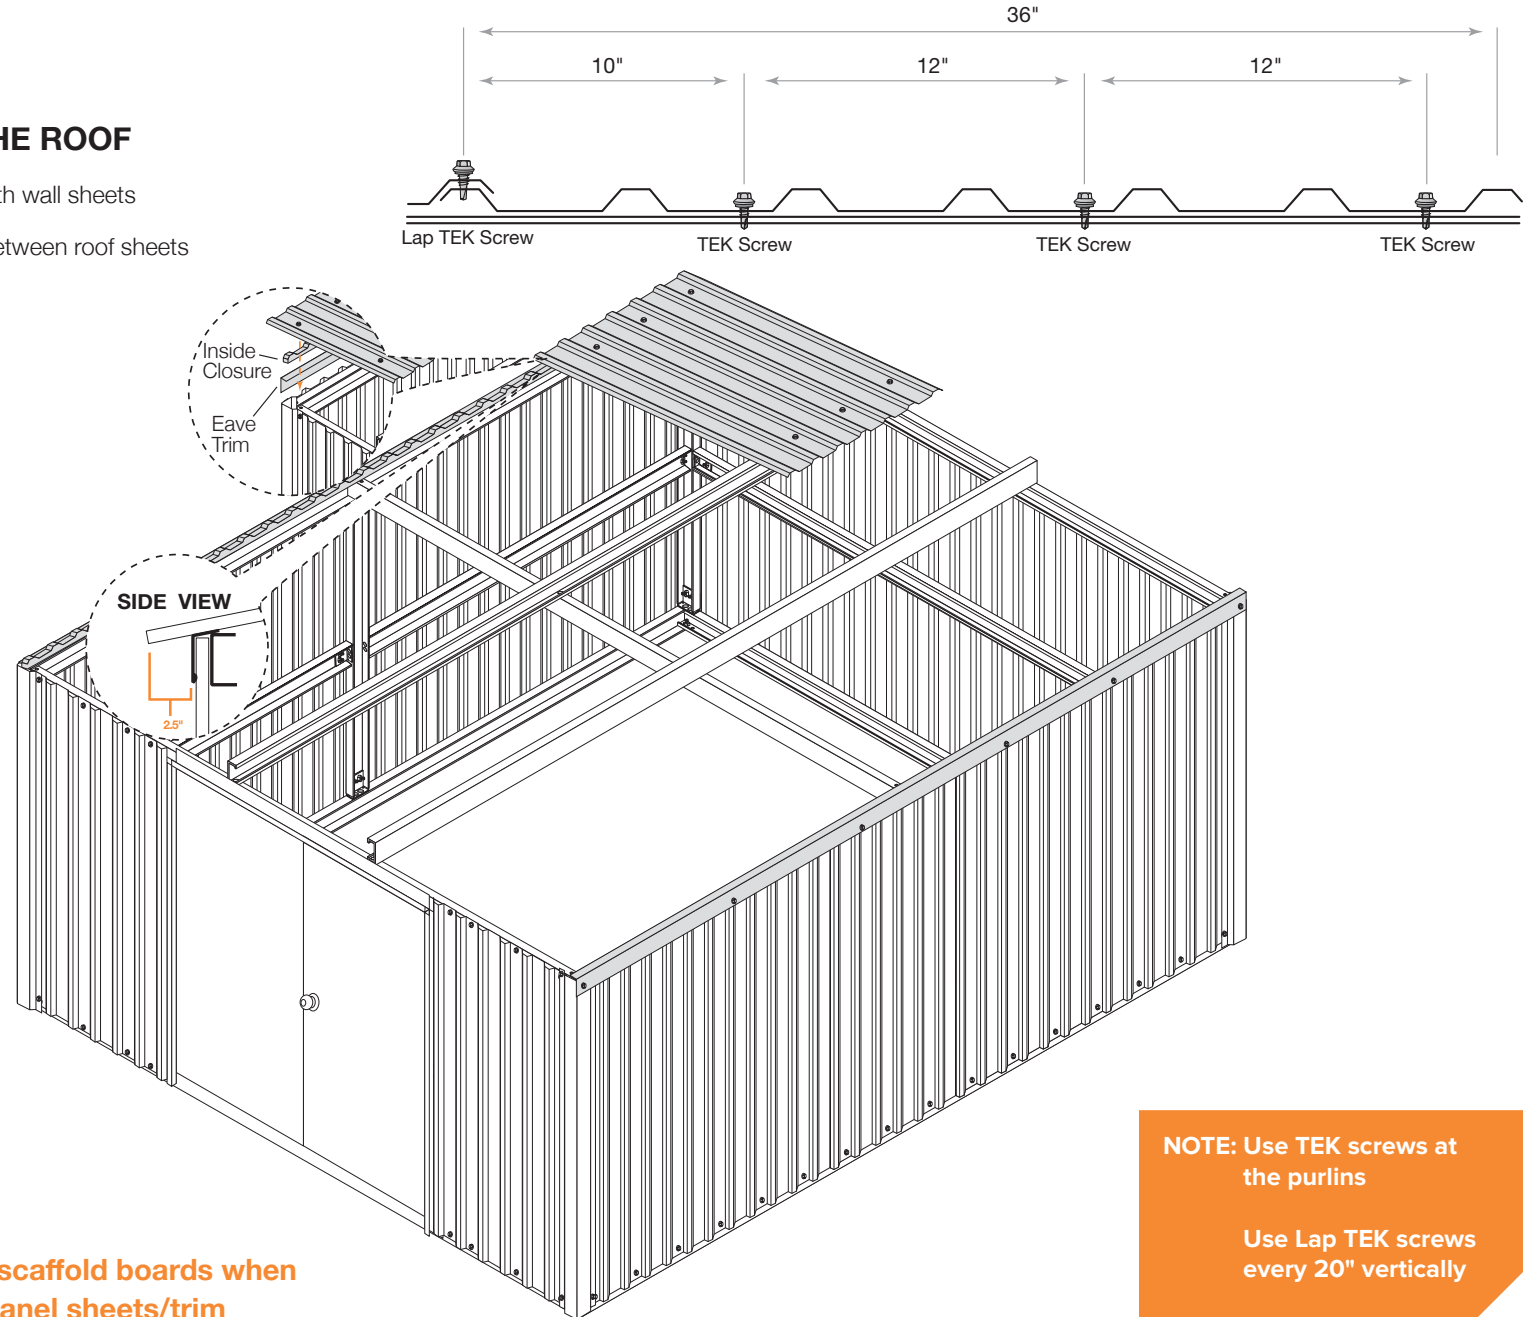 36"
10"
12"
12"
HE ROOF
th wall sheets
etween roof sheets
Lap TEK Screw
TEK Screw
TEK Screw
TEK Screw
Inside
Closure
Eave
Trim
SIDE VIEW
2.5"
NOTE: Use TEK screws at
the purlins
Use Lap TEK screws
every 20" vertically
scaffold boards when
anel sheets/trim